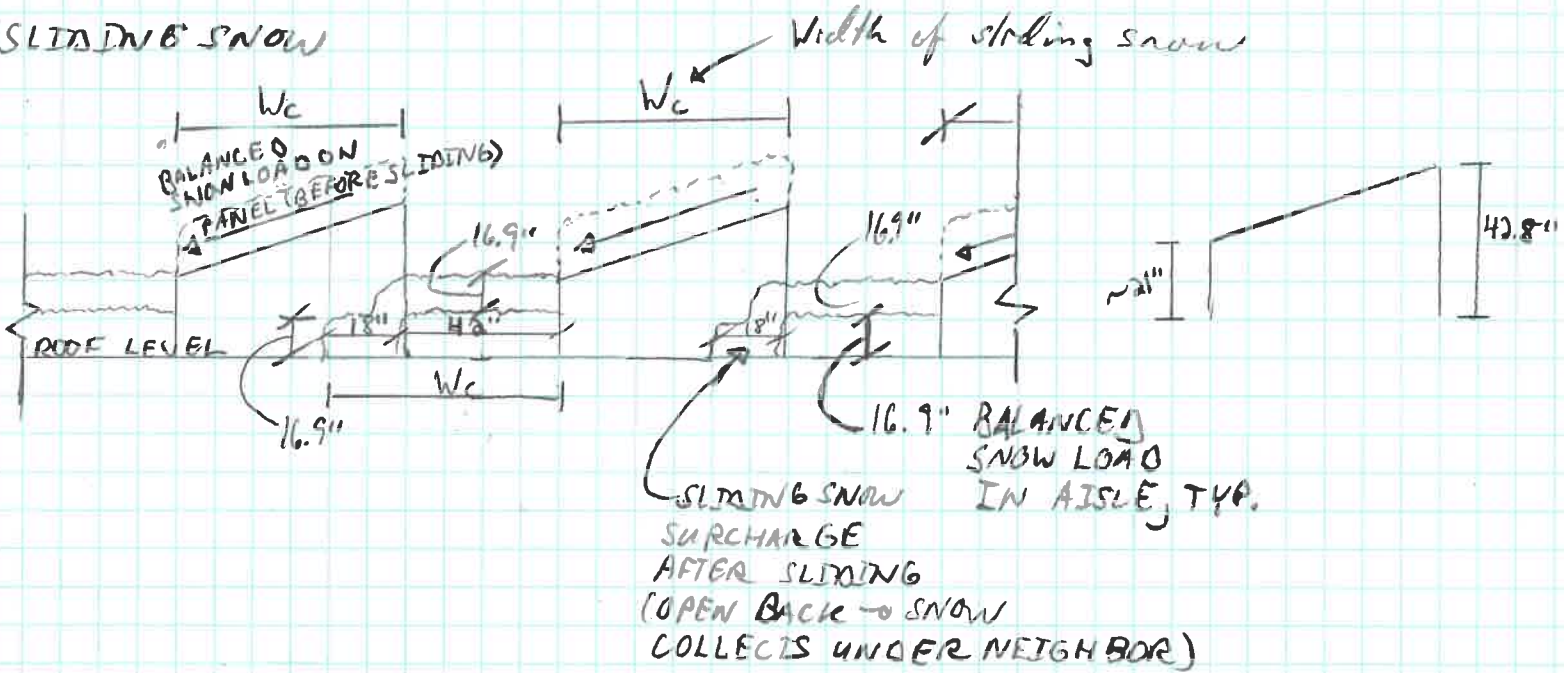 SLIDING SNOW
Width of sliding snow
Wc
Wc
BALANCED
SNOW LOAD ON
PANEL (BEFORE SLIDING)
16.9"
16.9"
42.8"
~21"
18"
42"
8"
ROOF LEVEL
Wc
16.9"
16.9" BALANCED
SNOW LOAD
IN AISLE, TYP.
SLIDING SNOW
SURCHARGE
AFTER SLIDING
(OPEN BACK → SNOW
COLLECTS UNDER NEIGHBOR)